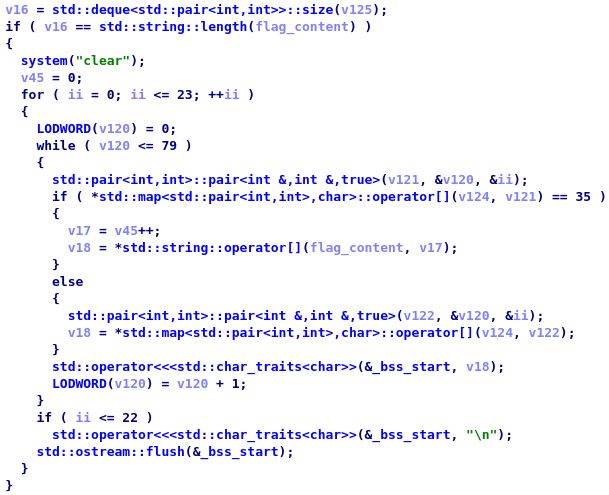 v16 = std::deque<std::pair<int,int>>::size(v125);
if ( v16 == std::string::length(flag_content) )
{
  system("clear");
  v45 = 0;
  for ( ii = 0; ii <= 23; ++ii )
  {
    LODWORD(v120) = 0;
    while ( v120 <= 79 )
    {
      std::pair<int,int>::pair<int &,int &,true>(v121, &v120, &ii);
      if ( *std::map<std::pair<int,int>,char>::operator[](v124, v121) == 35 )
      {
        v17 = v45++;
        v18 = *std::string::operator[](flag_content, v17);
      }
      else
      {
        std::pair<int,int>::pair<int &,int &,true>(v122, &v120, &ii);
        v18 = *std::map<std::pair<int,int>,char>::operator[](v124, v122);
      }
      std::operator<<<std::char_traits<char>>(&_bss_start, v18);
      LODWORD(v120) = v120 + 1;
    }
    if ( ii <= 22 )
      std::operator<<<std::char_traits<char>>(&_bss_start, "\n");
    std::ostream::flush(&_bss_start);
  }
}